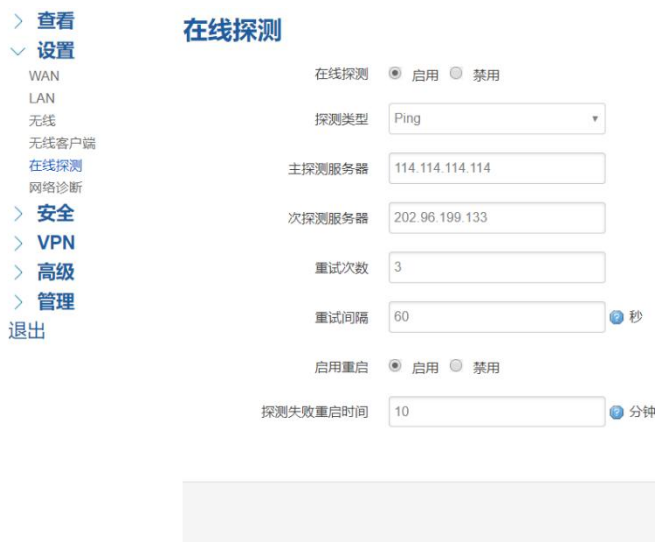 查看
设置
WAN
LAN
无线
无线客户端
在线探测
网络诊断
安全
VPN
高级
管理
退出
在线探测
在线探测 启用 禁用
探测类型 Ping
主探测服务器 114.114.114.114
次探测服务器 202.96.199.133
重试次数 3
重试间隔 60 秒
启用重启 启用 禁用
探测失败重启时间 10 分钟